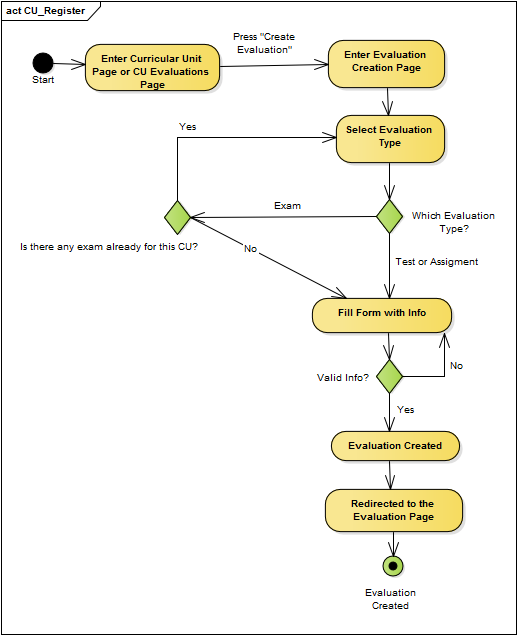 act CU_Register
Press "Create
Evaluation"
Start
Enter Curricular Unit
Page or CU Evaluations
Page
Enter Evaluation
Creation Page
Select Evaluation
Type
Yes
Exam
Which Evaluation
Type?
Is there any exam already for this CU?
No
Test or Assigment
Fill Form with Info
Valid Info?
No
Yes
Evaluation Created
Redirected to the
Evaluation Page
Evaluation
Created